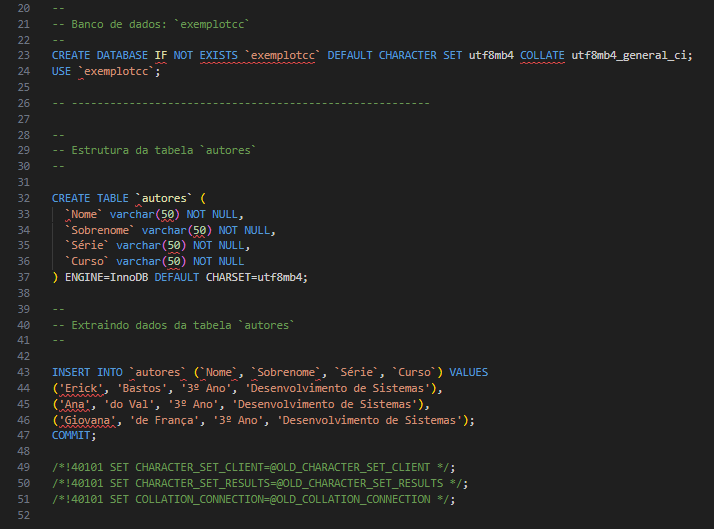 20 --
21 -- Banco de dados: `exemplotcc`
22 --
23 CREATE DATABASE IF NOT EXISTS `exemplotcc` DEFAULT CHARACTER SET utf8mb4 COLLATE utf8mb4_general_ci;
24 USE `exemplotcc`;
25
26 -- --------------------------------------------------------
27
28 --
29 -- Estrutura da tabela `autores`
30 --
31
32 CREATE TABLE `autores` (
33   `Nome` varchar(50) NOT NULL,
34   `Sobrenome` varchar(50) NOT NULL,
35   `Série` varchar(50) NOT NULL,
36   `Curso` varchar(50) NOT NULL
37 ) ENGINE=InnoDB DEFAULT CHARSET=utf8mb4;
38
39 --
40 -- Extraindo dados da tabela `autores`
41 --
42
43 INSERT INTO `autores` (`Nome`, `Sobrenome`, `Série`, `Curso`) VALUES
44 ('Erick', 'Bastos', '3º Ano', 'Desenvolvimento de Sistemas'),
45 ('Ana', 'do Val', '3º Ano', 'Desenvolvimento de Sistemas'),
46 ('Giovana', 'de França', '3º Ano', 'Desenvolvimento de Sistemas');
47 COMMIT;
48
49 /*!40101 SET CHARACTER_SET_CLIENT=@OLD_CHARACTER_SET_CLIENT */;
50 /*!40101 SET CHARACTER_SET_RESULTS=@OLD_CHARACTER_SET_RESULTS */;
51 /*!40101 SET COLLATION_CONNECTION=@OLD_COLLATION_CONNECTION */;
52